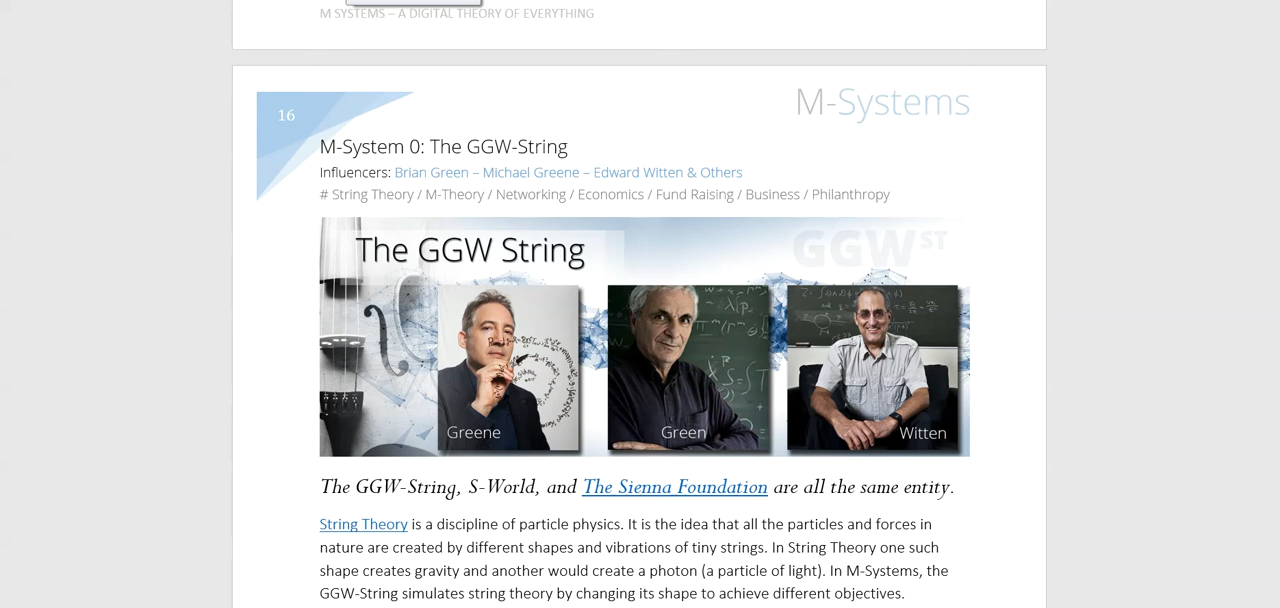 M SYSTEMS – A DIGITAL THEORY OF EVERYTHING
16
M-Systems
M-System 0: The GGW-String
Influencers: Brian Green – Michael Greene – Edward Witten & Others
# String Theory / M-Theory / Networking / Economics / Fund Raising / Business / Philanthropy
The GGW String
GGW ST
Greene
Green
Witten
The GGW-String, S-World, and The Sienna Foundation are all the same entity.
String Theory is a discipline of particle physics. It is the idea that all the particles and forces in
nature are created by different shapes and vibrations of tiny strings. In String Theory one such
shape creates gravity and another would create a photon (a particle of light). In M-Systems, the
GGW-String simulates string theory by changing its shape to achieve different objectives.